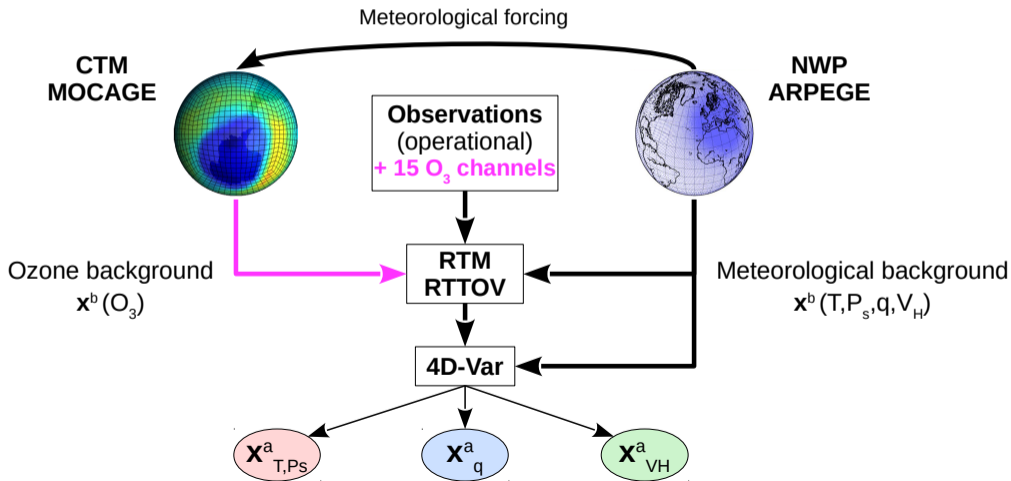 Meteorological forcing
CTM
MOCAGE
NWP
ARPEGE
Observations
(operational)
+ 15 O₃ channels
RTM
RTTOV
Ozone background
xᵇ (O₃)
Meteorological background
xᵇ (T,Pₛ,q,V_H)
4D-Var
xᵃ T,Ps
xᵃ q
xᵃ VH